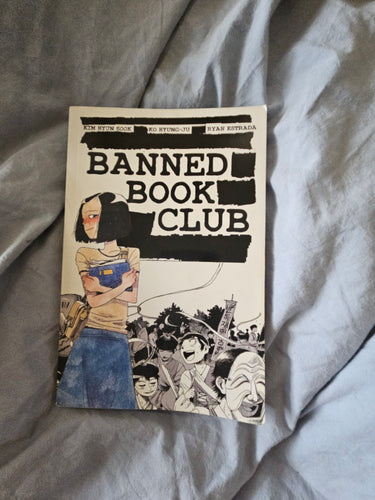 KIM HYUN SOOK KO HYUNG-JU RYAN ESTRADA
BANNED
BOOK
CLUB